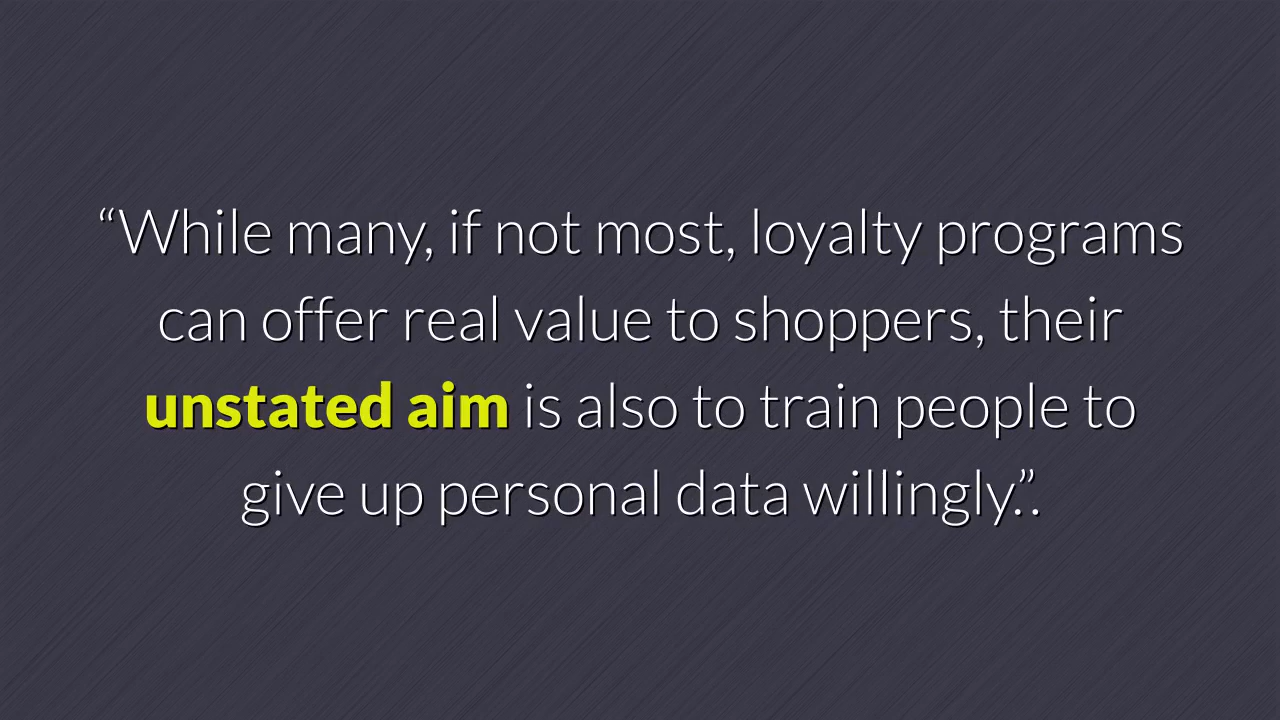 “While many, if not most, loyalty programs
can offer real value to shoppers, their
unstated aim is also to train people to
give up personal data willingly.”.